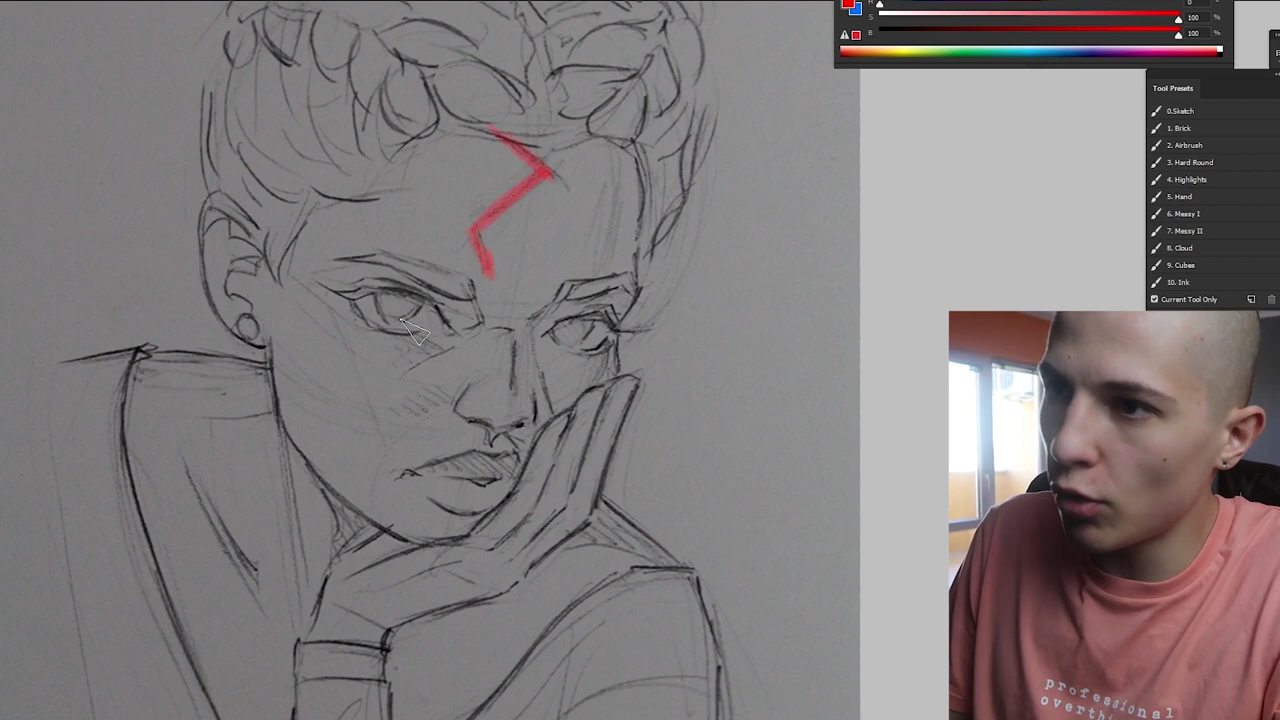 H
0
S
100
%
B
100
%
Tool Presets
0.Sketch
1. Brick
2. Airbrush
3. Hard Round
4. Highlights
5. Hand
6. Messy I
7. Messy II
8. Cloud
9. Cubes
10. Ink
Current Tool Only
professional